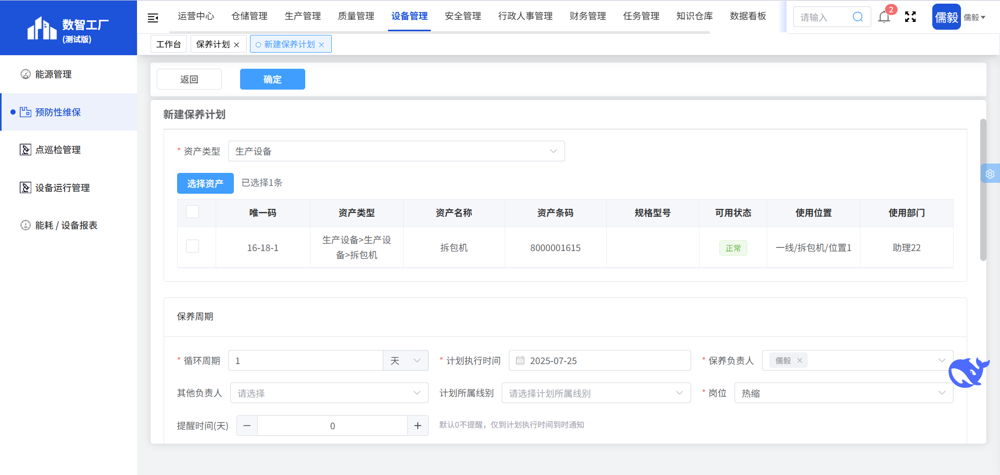 数智工厂
(测试版)
运营中心 仓储管理 生产管理 质量管理 设备管理 安全管理 行政人事管理 财务管理 任务管理 知识仓库 数据看板
请输入
2
儒毅 儒毅
工作台 保养计划 新建保养计划
能源管理
预防性维保
点巡检管理
设备运行管理
能耗 / 设备报表
返回 确定
新建保养计划
* 资产类型 生产设备
选择资产 已选择1条
唯一码 资产类型 资产名称 资产条码 规格型号 可用状态 使用位置 使用部门
16-18-1 生产设备>生产设备>拆包机 拆包机 8000001615 正常 一线/拆包机/位置1 助理22
保养周期
* 循环周期 1 天 * 计划执行时间 2025-07-25 * 保养负责人 儒毅
其他负责人 请选择 计划所属线别 请选择计划所属线别 * 岗位 热缩
提醒时间(天) 0 默认0不提醒，仅到计划执行时间到时通知